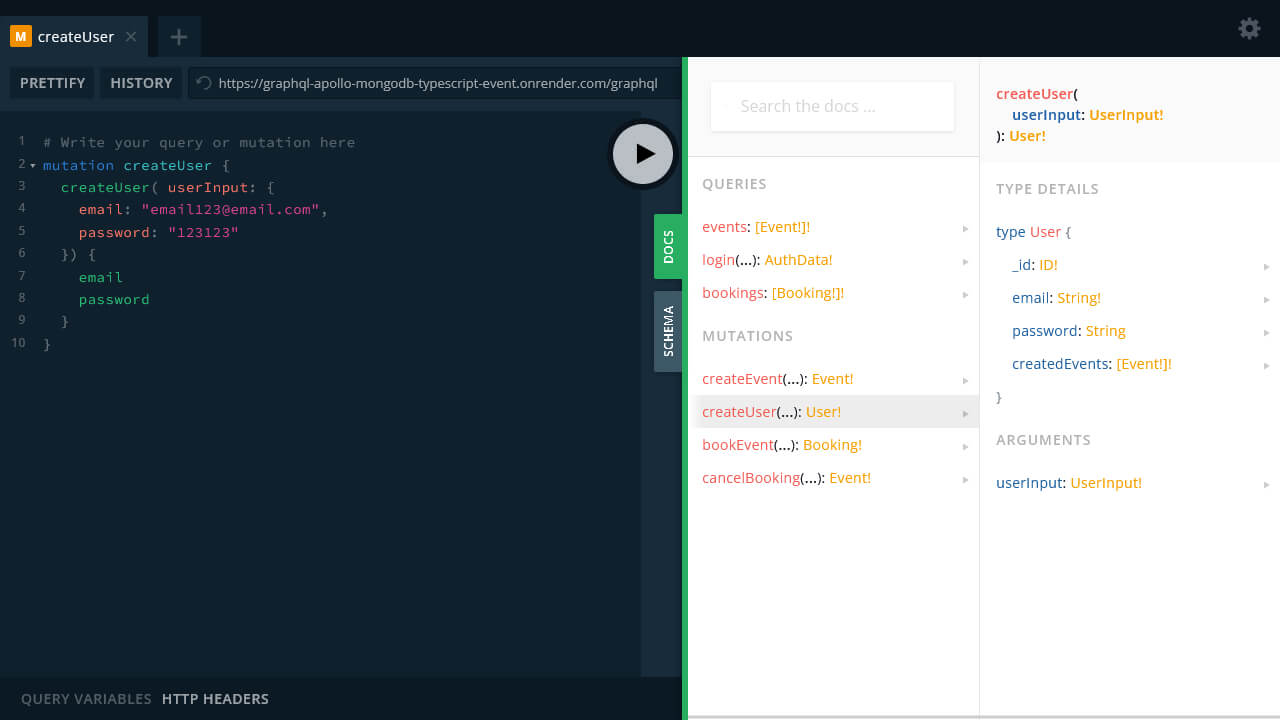 M createUser
PRETTIFY HISTORY https://graphql-apollo-mongodb-typescript-event.onrender.com/graphql
1 # Write your query or mutation here
2 mutation createUser {
3 createUser( userInput: {
4 email: "email123@email.com",
5 password: "123123"
6 }) {
7 email
8 password
9 }
10 }
QUERY VARIABLES HTTP HEADERS
DOCS
SCHEMA
Search the docs ...
QUERIES
events: [Event!]!
login(...): AuthData!
bookings: [Booking!]!
MUTATIONS
createEvent(...): Event!
createUser(...): User!
bookEvent(...): Booking!
cancelBooking(...): Event!
createUser(
userInput: UserInput!
): User!
TYPE DETAILS
type User {
_id: ID!
email: String!
password: String
createdEvents: [Event!]!
}
ARGUMENTS
userInput: UserInput!